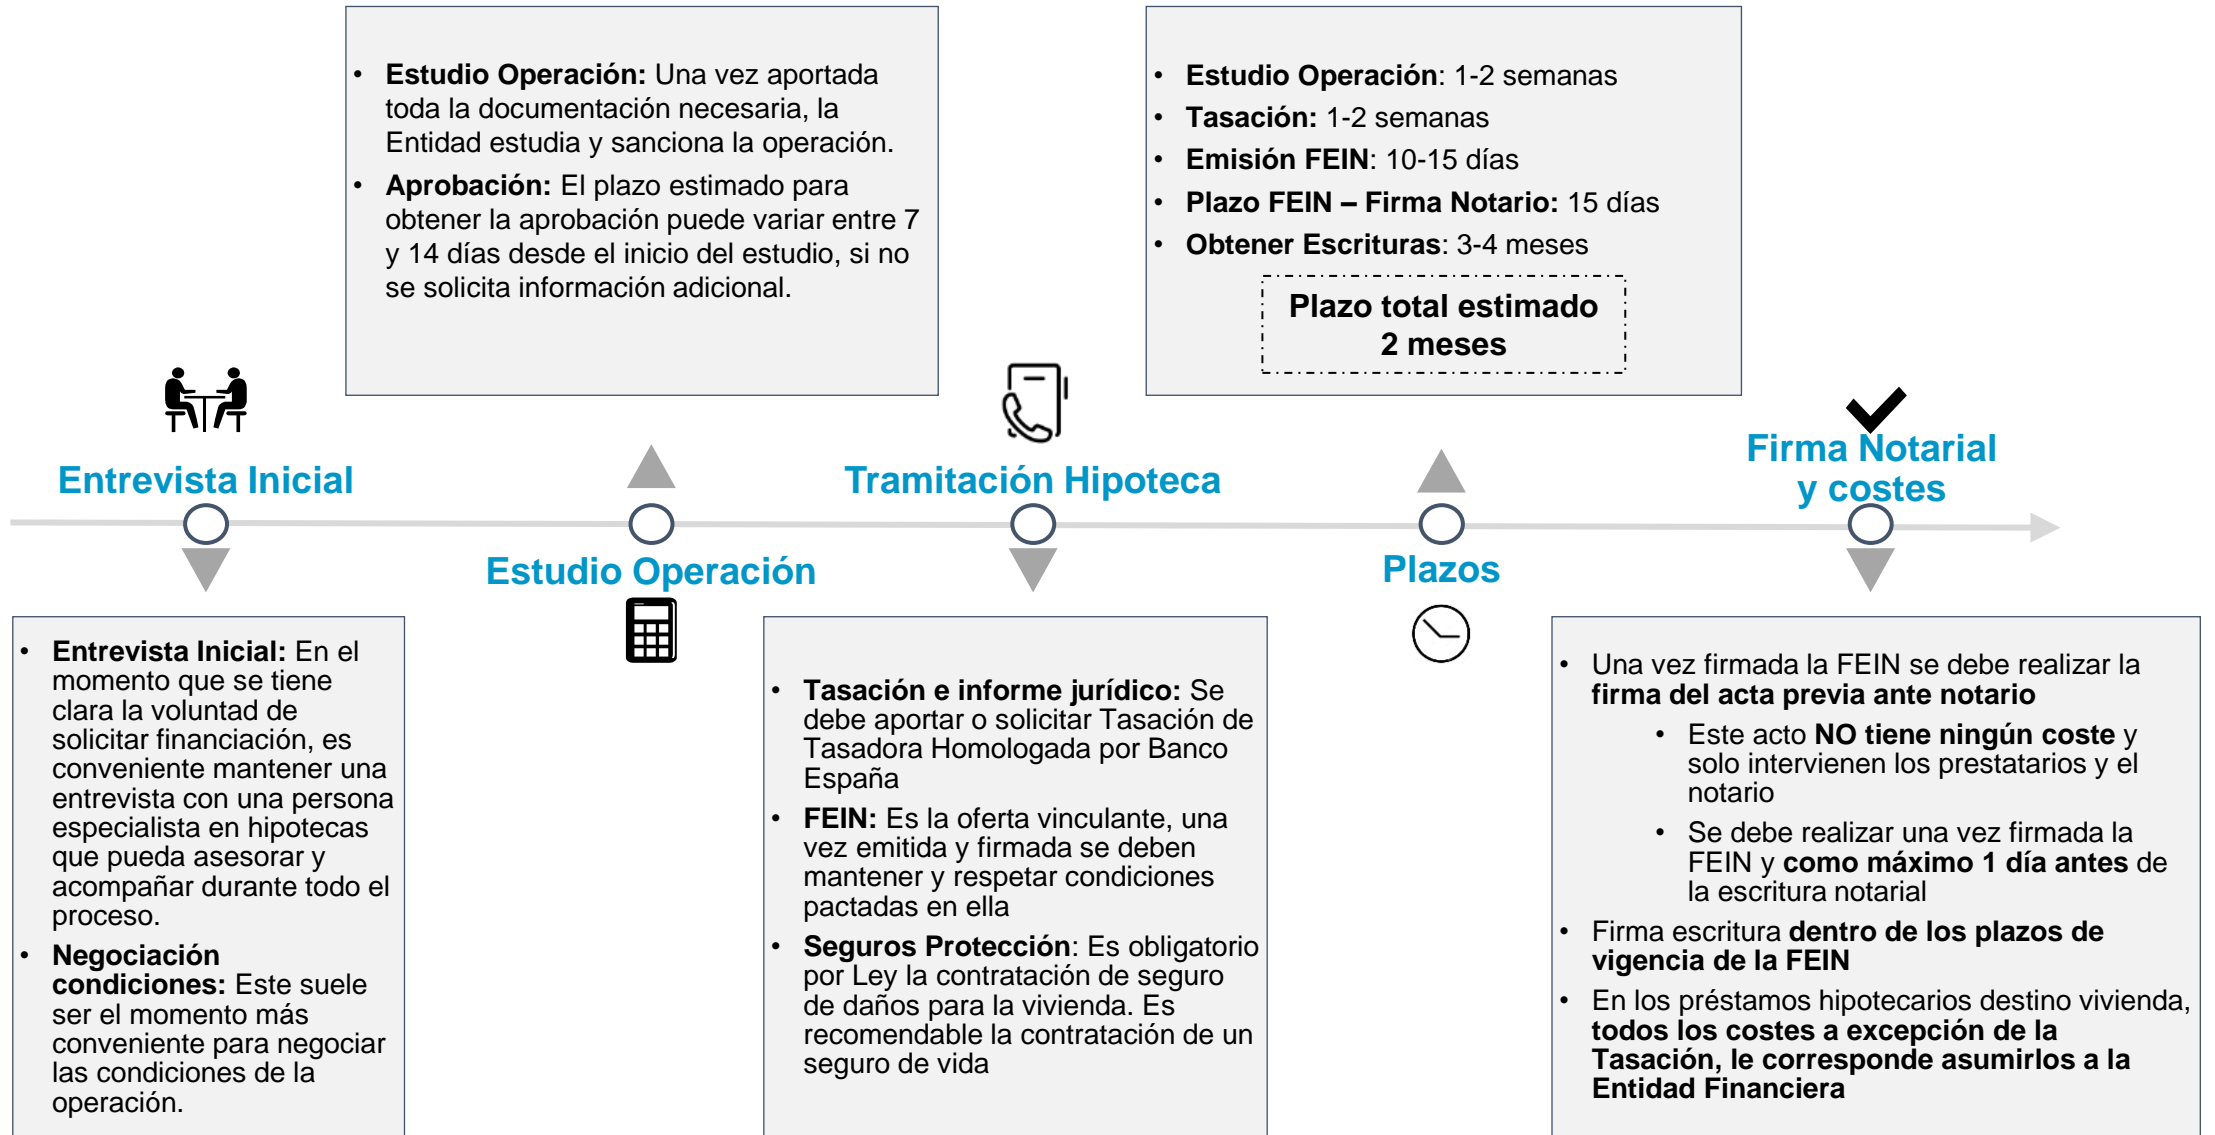 • Estudio Operación: Una vez aportada
toda la documentación necesaria, la
Entidad estudia y sanciona la operación.
• Aprobación: El plazo estimado para
obtener la aprobación puede variar entre 7
y 14 días desde el inicio del estudio, si no
se solicita información adicional.
• Estudio Operación: 1-2 semanas
• Tasación: 1-2 semanas
• Emisión FEIN: 10-15 días
• Plazo FEIN – Firma Notario: 15 días
• Obtener Escrituras: 3-4 meses
Plazo total estimado
2 meses
Entrevista Inicial
Estudio Operación
Tramitación Hipoteca
Plazos
Firma Notarial
y costes
• Entrevista Inicial: En el
momento que se tiene
clara la voluntad de
solicitar financiación, es
conveniente mantener una
entrevista con una persona
especialista en hipotecas
que pueda asesorar y
acompañar durante todo el
proceso.
• Negociación
condiciones: Este suele
ser el momento más
conveniente para negociar
las condiciones de la
operación.
• Tasación e informe jurídico: Se
debe aportar o solicitar Tasación de
Tasadora Homologada por Banco
España
• FEIN: Es la oferta vinculante, una
vez emitida y firmada se deben
mantener y respetar condiciones
pactadas en ella
• Seguros Protección: Es obligatorio
por Ley la contratación de seguro
de daños para la vivienda. Es
recomendable la contratación de un
seguro de vida
• Una vez firmada la FEIN se debe realizar la
firma del acta previa ante notario
• Este acto NO tiene ningún coste y
solo intervienen los prestatarios y el
notario
• Se debe realizar una vez firmada la
FEIN y como máximo 1 día antes de
la escritura notarial
• Firma escritura dentro de los plazos de
vigencia de la FEIN
• En los préstamos hipotecarios destino vivienda,
todos los costes a excepción de la
Tasación, le corresponde asumirlos a la
Entidad Financiera